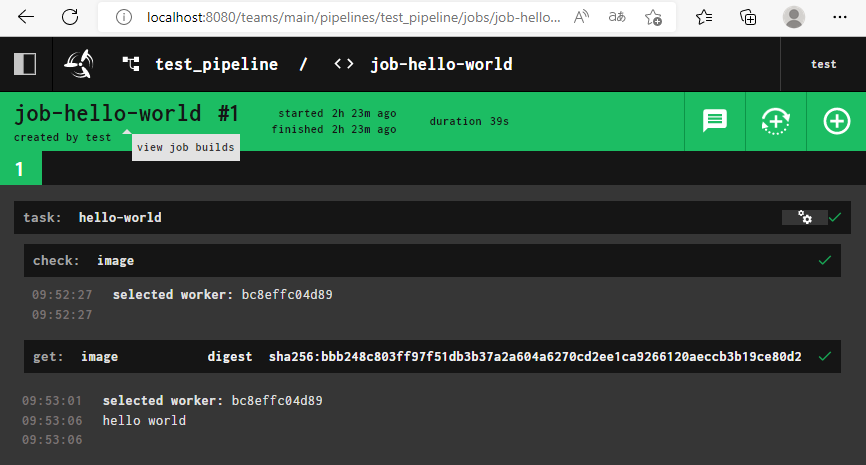 localhost:8080/teams/main/pipelines/test_pipeline/jobs/job-hello...
test_pipeline / job-hello-world test
job-hello-world #1
created by test
started 2h 23m ago
finished 2h 23m ago
duration 39s
view job builds
1
task: hello-world
check: image
09:52:27 selected worker: bc8effc04d89
09:52:27
get: image digest sha256:bbb248c803ff97f51db3b37a2a604a6270cd2ee1ca9266120aeccb3b19ce80d2
09:53:01 selected worker: bc8effc04d89
09:53:06 hello world
09:53:06